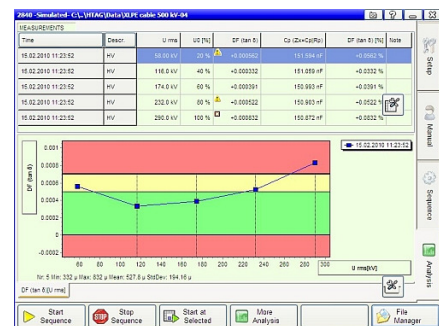 2840 -Simulated- C:\...\HTAG\Data\XLPE cable 500 kV-04
MEASUREMENTS
Time Descr. U rms U0 [%] DF (tan δ) Cp (Zx=Cp||Rp) DF (tan δ) [%] Note
15.02.2010 11:23:52 HV 58.00 kV 20 % +0.000562 151.594 nF +0.0562 %
15.02.2010 11:23:52 HV 116.0 kV 40 % +0.000332 151.059 nF +0.0332 %
15.02.2010 11:23:52 HV 174.0 kV 60 % +0.000391 150.993 nF +0.0391 %
15.02.2010 11:23:52 HV 232.0 kV 80 % +0.000522 150.983 nF +0.0522 %
15.02.2010 11:23:52 HV 290.0 kV 100 % +0.000832 150.872 nF +0.0832 %
Setup
Manual
Sequence
Analysis
15.02.2010 11:23:52
DF (tan δ)
0.001
0.0008
0.0006
0.0004
0.0002
0
-0.0002
60 80 100 120 140 160 180 200 220 240 260 280 300
U rms[kV]
Nr: 5 Min: 332 µ Max: 832 µ Mean: 527.8 µ StdDev: 194.16 µ
DF (tan δ)[U rms]
Start Sequence
STOP
Stop Sequence
Start at Selected
More Analysis
File Manager